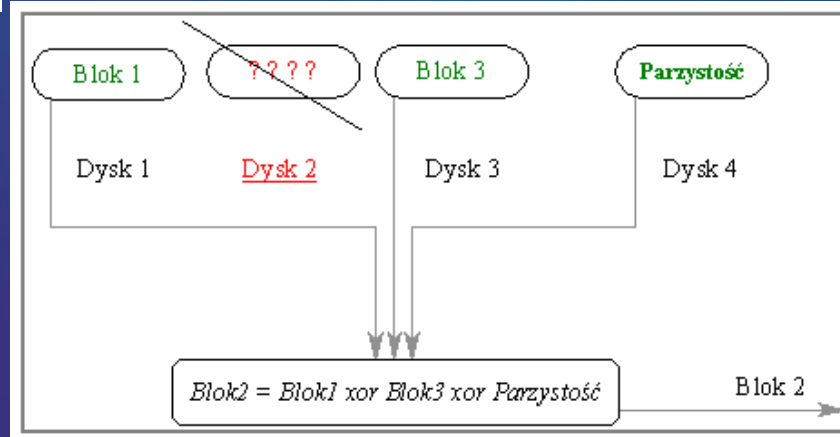 Blok 1
? ? ? ?
Blok 3
Parzystość
Dysk 1
Dysk 2
Dysk 3
Dysk 4
Blok2 = Blok1 xor Blok3 xor Parzystość
Blok 2